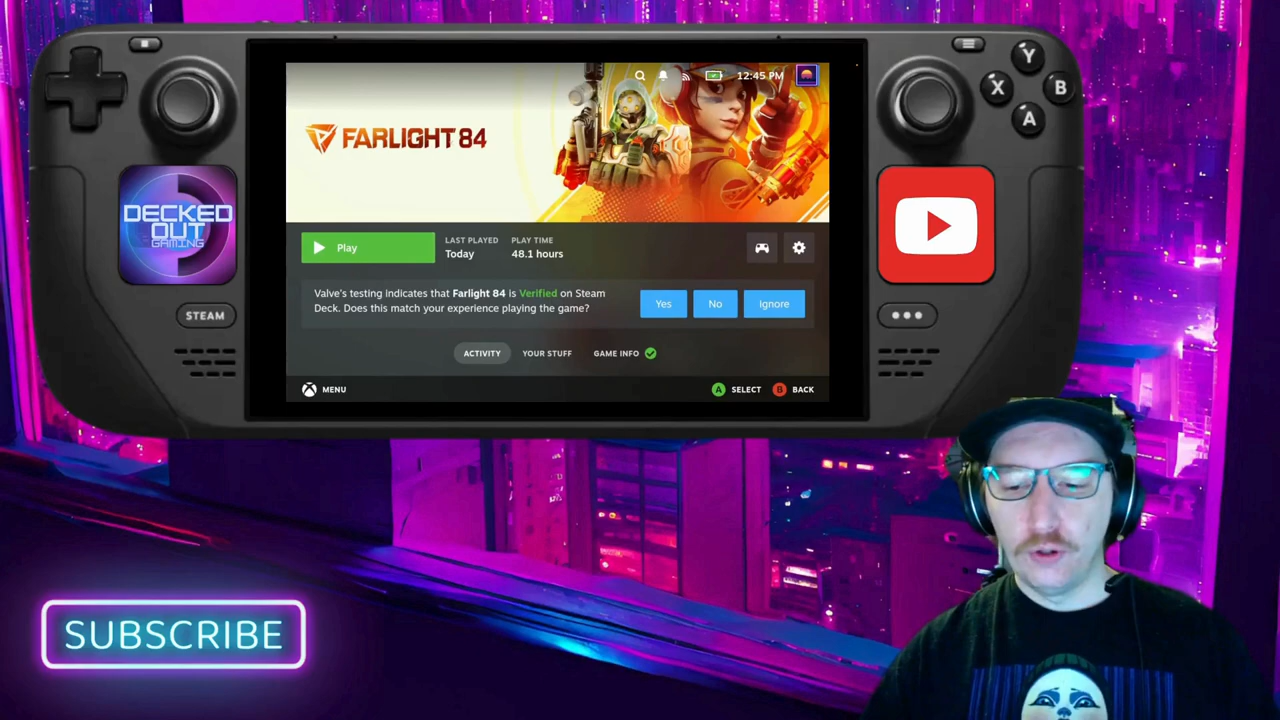 Y
X
B
A
12:45 PM
FARLIGHT 84
DECKED
OUT
GAMING
Play
LAST PLAYED
Today
PLAY TIME
48.1 hours
Valve's testing indicates that Farlight 84 is Verified on Steam
Deck. Does this match your experience playing the game?
Yes
No
Ignore
STEAM
ACTIVITY
YOUR STUFF
GAME INFO
MENU
A SELECT
B BACK
SUBSCRIBE